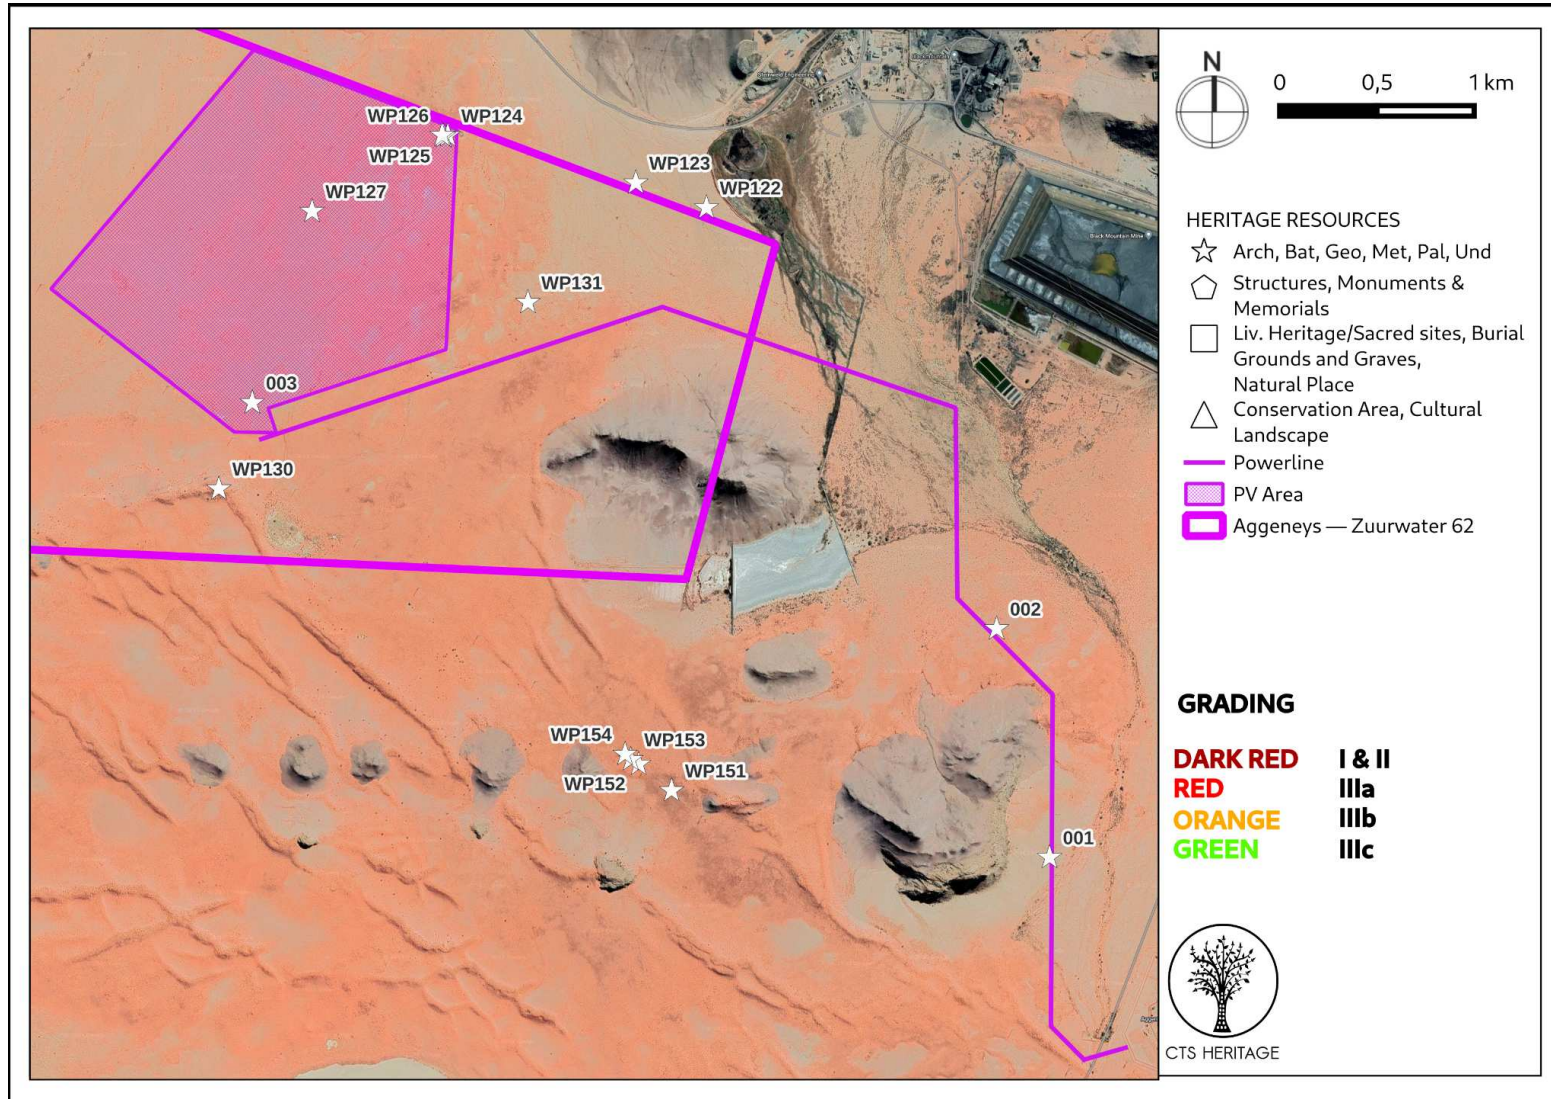 WP126
WP124
WP125
WP123
WP127
WP122
Black Mountain Mine
WP131
003
WP130
002
WP154
WP153
WP152
WP151
001
N
0 0,5 1 km
HERITAGE RESOURCES
Arch, Bat, Geo, Met, Pal, Und
Structures, Monuments &
Memorials
Liv. Heritage/Sacred sites, Burial
Grounds and Graves,
Natural Place
Conservation Area, Cultural
Landscape
Powerline
PV Area
Aggeneys — Zuurwater 62
GRADING
DARK RED I & II
RED IIIa
ORANGE IIIb
GREEN IIIc
CTS HERITAGE